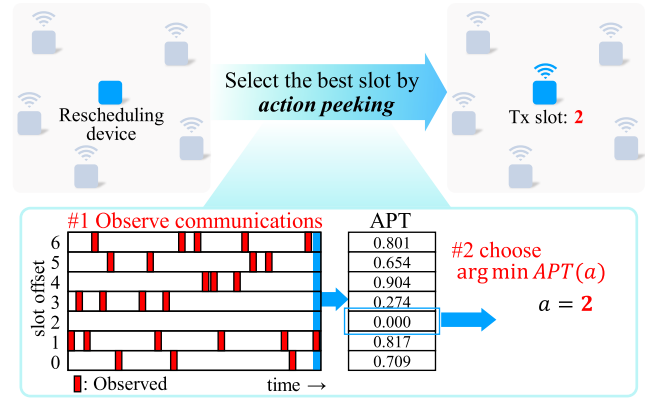 Select the best slot by
action peeking
Rescheduling
device
Tx slot: 2
#1 Observe communications
APT
slot offset
6
5
4
3
2
1
0
0.801
0.654
0.904
0.274
0.000
0.817
0.709
#2 choose
arg min APT(a)
a = 2
: Observed
time →